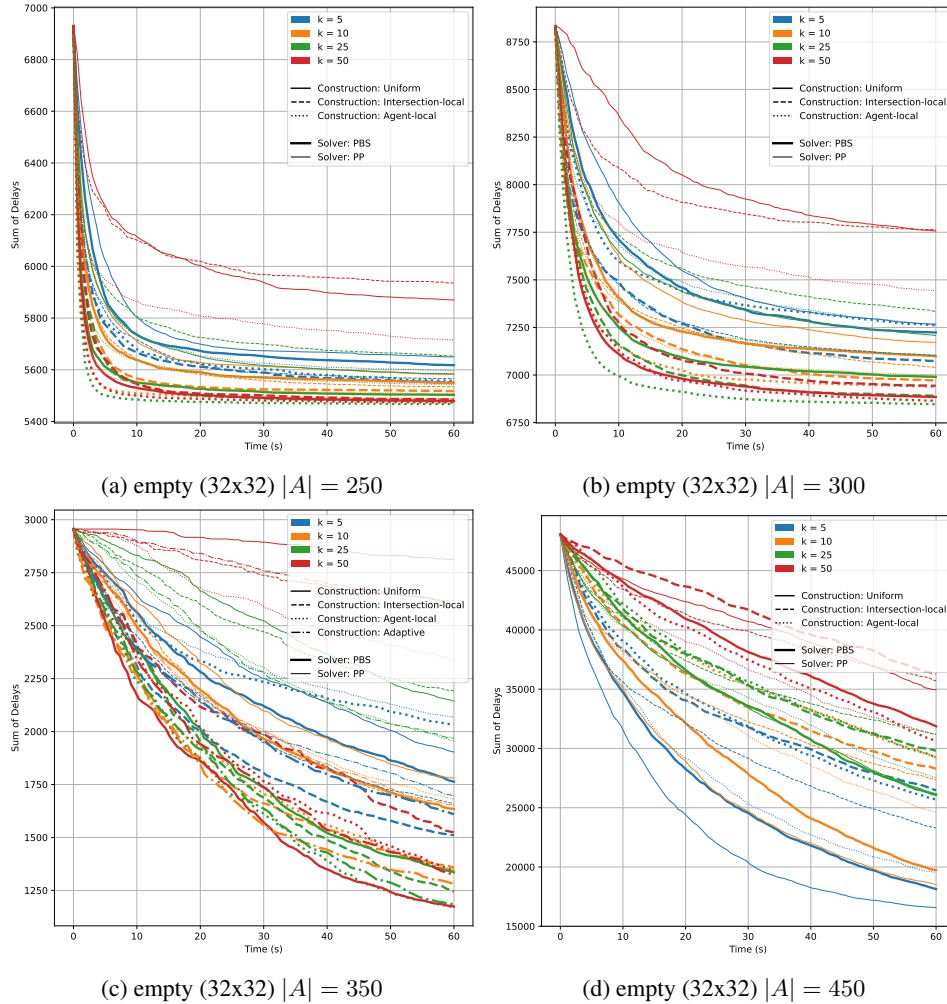 7000
6800
6600
6400
6200
6000
5800
5600
5400
Sum of Delays
0 10 20 30 40 50 60
Time (s)
k = 5
k = 10
k = 25
k = 50
Construction: Uniform
Construction: Intersection-local
Construction: Agent-local
Solver: PBS
Solver: PP
(a) empty (32x32) |A| = 250
8750
8500
8250
8000
7750
7500
7250
7000
6750
Sum of Delays
0 10 20 30 40 50 60
Time (s)
k = 5
k = 10
k = 25
k = 50
Construction: Uniform
Construction: Intersection-local
Construction: Agent-local
Solver: PBS
Solver: PP
(b) empty (32x32) |A| = 300
3000
2750
2500
2250
2000
1750
1500
1250
Sum of Delays
0 10 20 30 40 50 60
Time (s)
k = 5
k = 10
k = 25
k = 50
Construction: Uniform
Construction: Intersection-local
Construction: Agent-local
Construction: Adaptive
Solver: PBS
Solver: PP
(c) empty (32x32) |A| = 350
45000
40000
35000
30000
25000
20000
15000
Sum of Delays
0 10 20 30 40 50 60
Time (s)
k = 5
k = 10
k = 25
k = 50
Construction: Uniform
Construction: Intersection-local
Construction: Agent-local
Solver: PBS
Solver: PP
(d) empty (32x32) |A| = 450